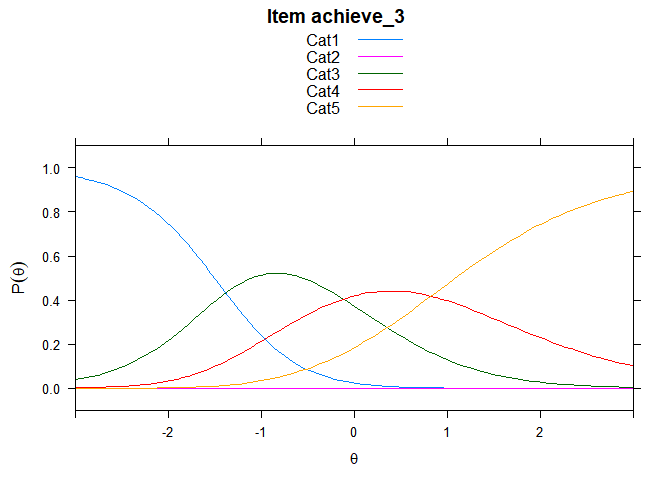 Item achieve_3
Cat1
Cat2
Cat3
Cat4
Cat5
1.0
0.8
0.6
0.4
0.2
0.0
P(θ)
-2 -1 0 1 2
θ